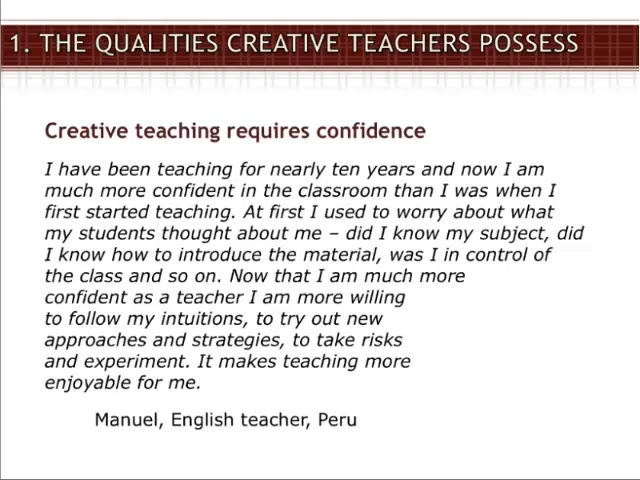 1. THE QUALITIES CREATIVE TEACHERS POSSESS
Creative teaching requires confidence
I have been teaching for nearly ten years and now I am
much more confident in the classroom than I was when I
first started teaching. At first I used to worry about what
my students thought about me – did I know my subject, did
I know how to introduce the material, was I in control of
the class and so on. Now that I am much more
confident as a teacher I am more willing
to follow my intuitions, to try out new
approaches and strategies, to take risks
and experiment. It makes teaching more
enjoyable for me.
Manuel, English teacher, Peru